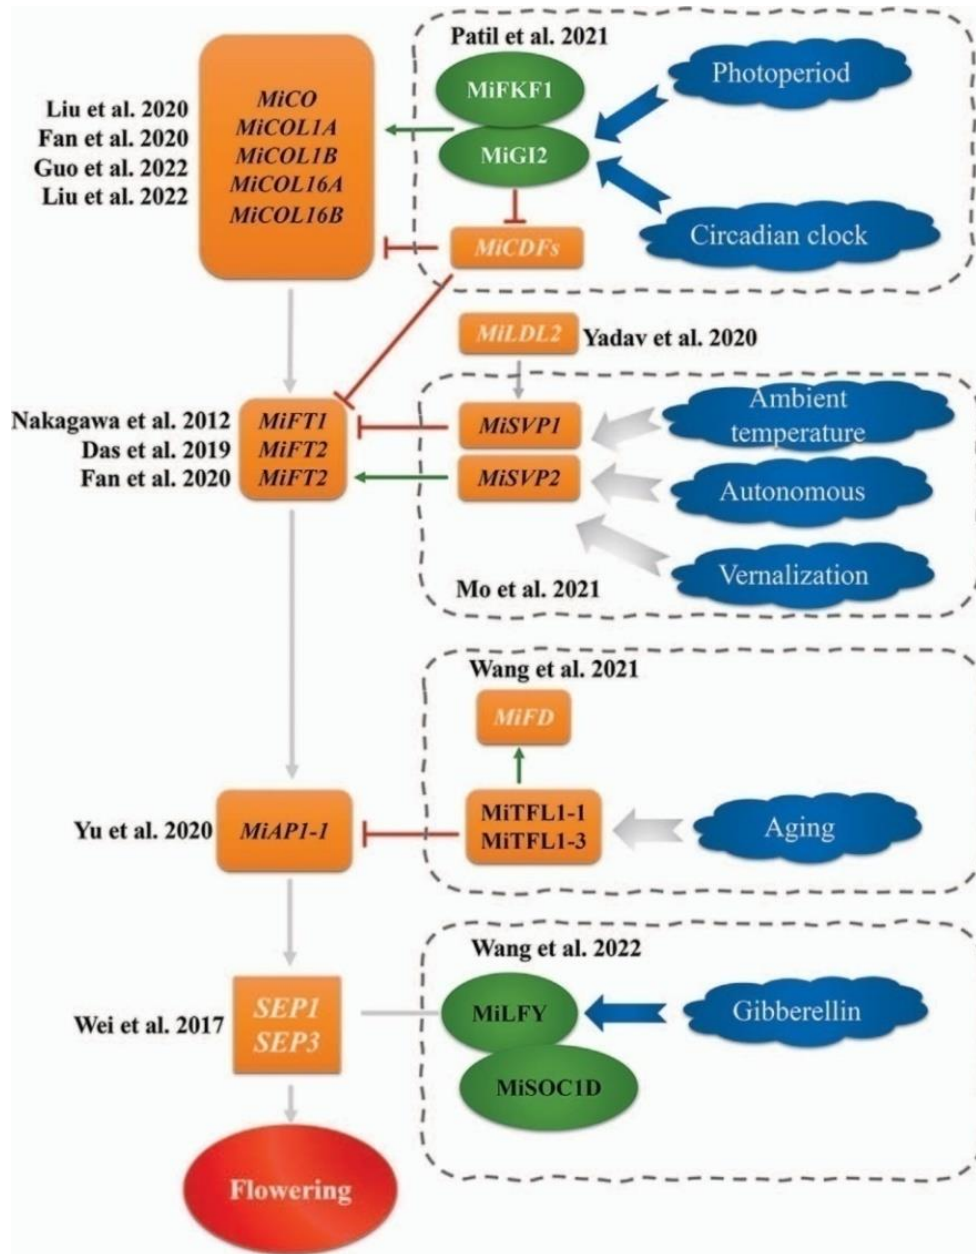 Patil et al. 2021
MiFKF1
MiGI2
Photoperiod
Circadian clock
MiCDFs
Liu et al. 2020
Fan et al. 2020
Guo et al. 2022
Liu et al. 2022
MiCO
MiCOL1A
MiCOL1B
MiCOL16A
MiCOL16B
MiLDL2
Yadav et al. 2020
Nakagawa et al. 2012
Das et al. 2019
Fan et al. 2020
MiFT1
MiFT2
MiFT2
MiSVP1
MiSVP2
Ambient
temperature
Autonomous
Vernalization
Mo et al. 2021
Wang et al. 2021
MiFD
MiTFL1-1
MiTFL1-3
Aging
Yu et al. 2020
MiAP1-1
Wang et al. 2022
MiLFY
MiSOC1D
Gibberellin
Wei et al. 2017
SEP1
SEP3
Flowering